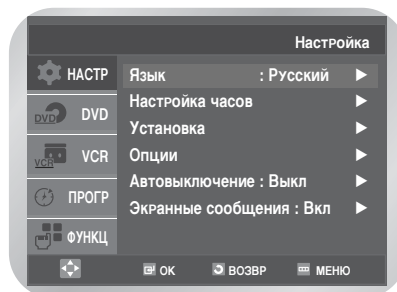 Настройка
НАСТР
Язык : Русский ►
DVD DVD
Настройка часов ►
Установка ►
VCR VCR
Опции ►
Автовыключение : Выкл ►
ПРОГР
Экранные сообщения : Вкл ►
ФУНКЦ
ОК ВОЗВР МЕНЮ